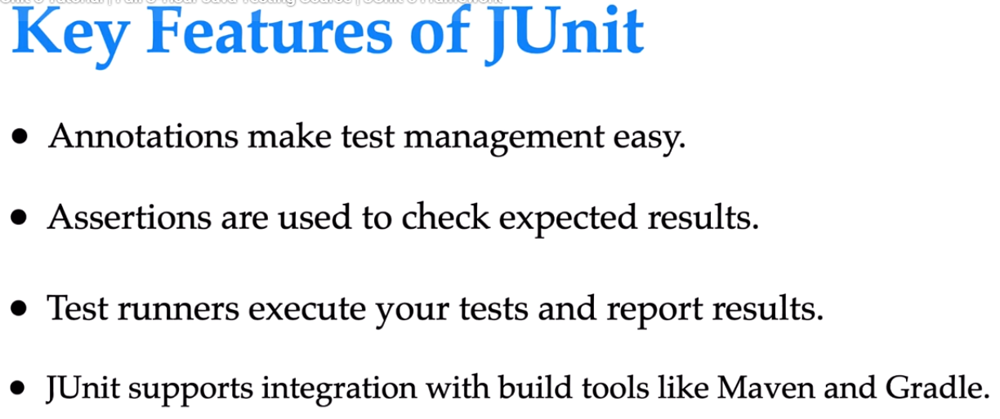 Key Features of JUnit
• Annotations make test management easy.
• Assertions are used to check expected results.
• Test runners execute your tests and report results.
• JUnit supports integration with build tools like Maven and Gradle.